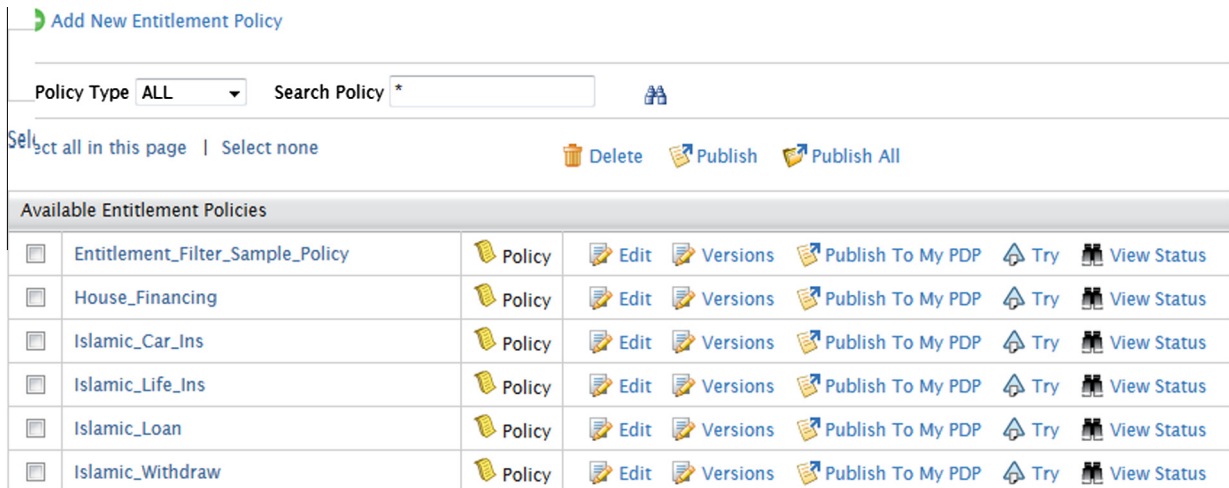 Add New Entitlement Policy
Policy Type ALL Search Policy *
Select all in this page | Select none Delete Publish Publish All
Available Entitlement Policies
Entitlement_Filter_Sample_Policy Policy Edit Versions Publish To My PDP Try View Status
House_Financing Policy Edit Versions Publish To My PDP Try View Status
Islamic_Car_Ins Policy Edit Versions Publish To My PDP Try View Status
Islamic_Life_Ins Policy Edit Versions Publish To My PDP Try View Status
Islamic_Loan Policy Edit Versions Publish To My PDP Try View Status
Islamic_Withdraw Policy Edit Versions Publish To My PDP Try View Status